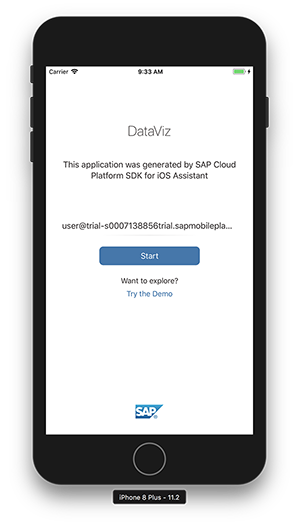 Carrier 9:33 AM
DataViz
This application was generated by SAP Cloud
Platform SDK for iOS Assistant
user@trial-s0007138856trial.sapmobilepla...
Start
Want to explore?
Try the Demo
SAP
iPhone 8 Plus - 11.2